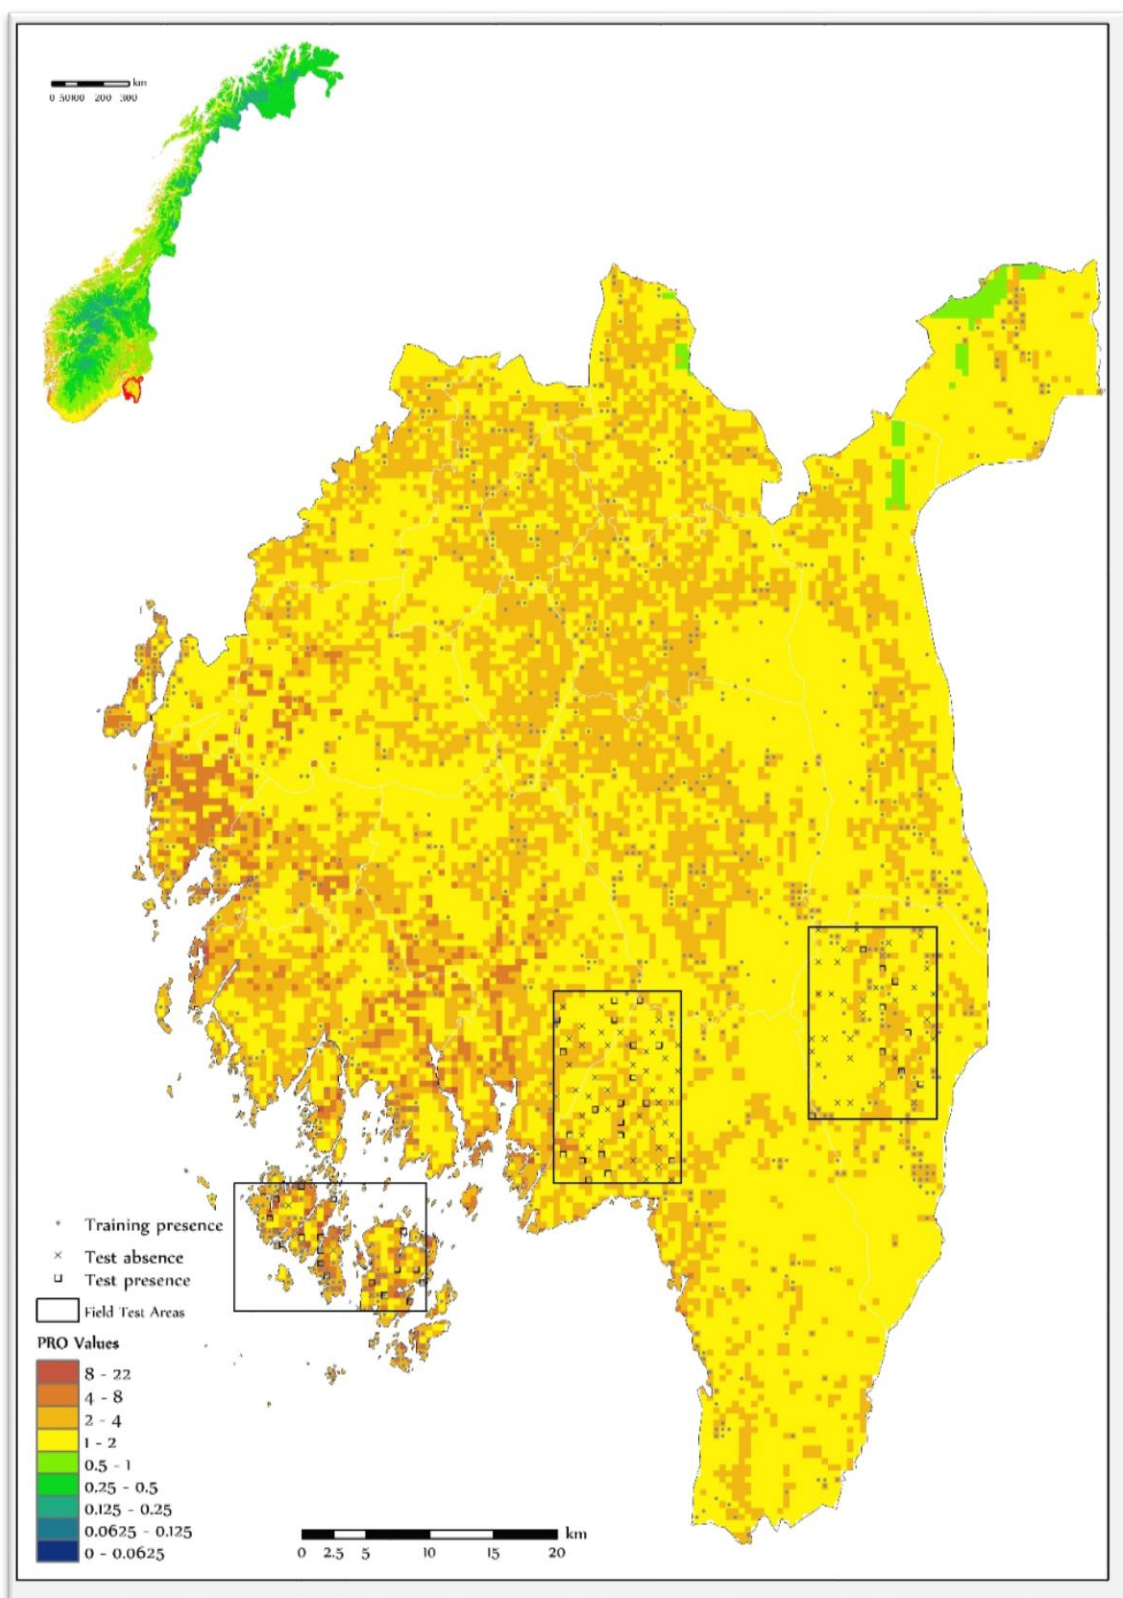 km
0 50100 200 300
Training presence
Test absence
Test presence
Field Test Areas
PRO Values
8 - 22
4 - 8
2 - 4
1 - 2
0.5 - 1
0.25 - 0.5
0.125 - 0.25
0.0625 - 0.125
0 - 0.0625
km
0 2.5 5 10 15 20